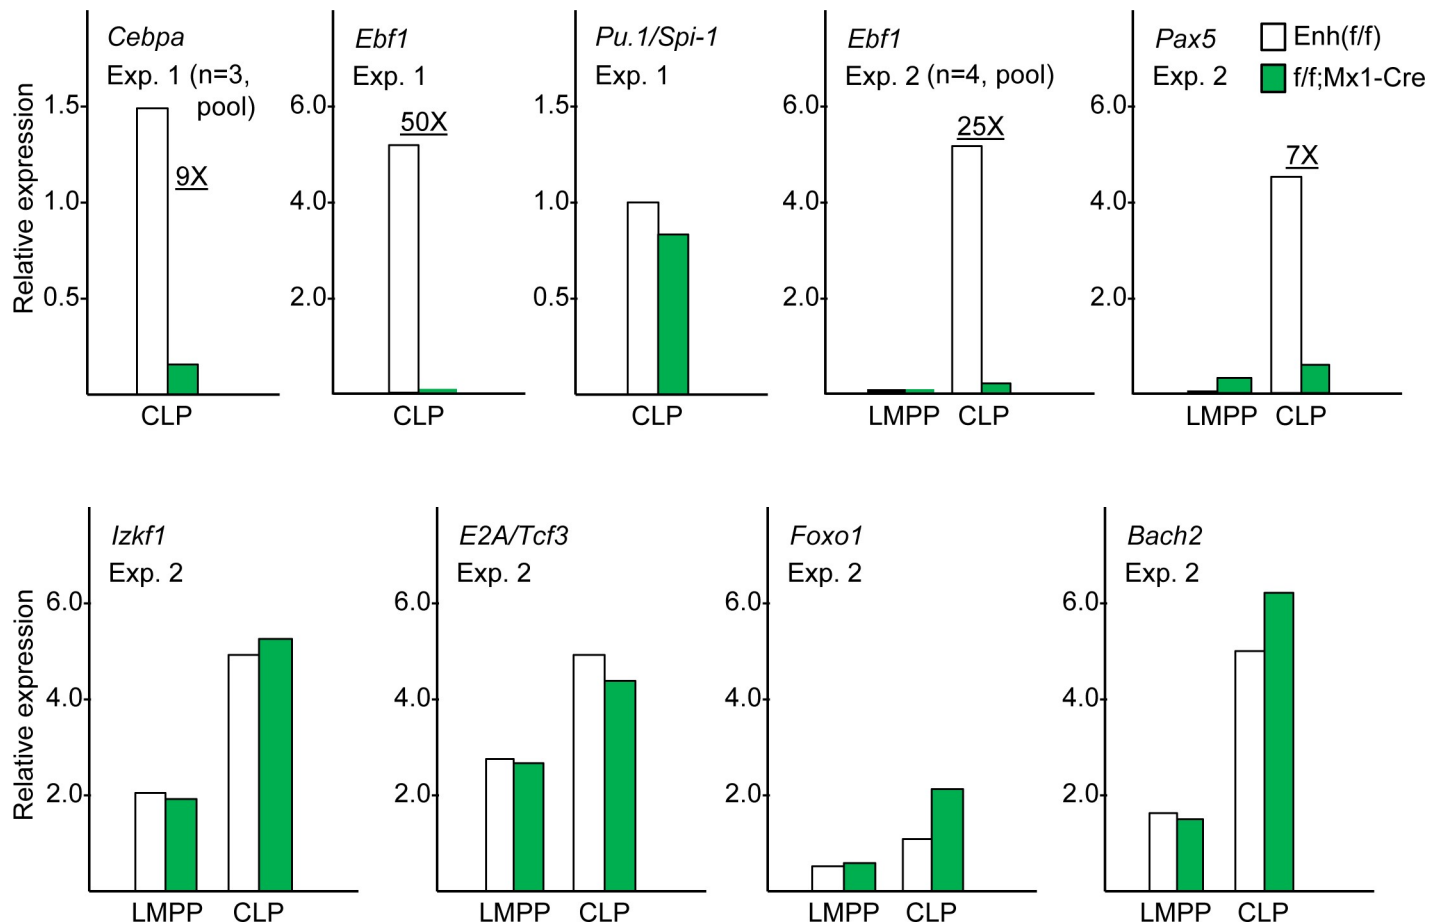 Cebpa
Exp. 1 (n=3,
pool)
9X
Relative expression
1.5
1.0
0.5
CLP
Ebf1
Exp. 1
50X
6.0
4.0
2.0
CLP
Pu.1/Spi-1
Exp. 1
1.5
1.0
0.5
CLP
Ebf1
Exp. 2 (n=4, pool)
25X
6.0
4.0
2.0
LMPP CLP
Pax5
Exp. 2
7X
6.0
4.0
2.0
LMPP CLP
Enh(f/f)
f/f;Mx1-Cre
Izkf1
Exp. 2
Relative expression
6.0
4.0
2.0
LMPP CLP
E2A/Tcf3
Exp. 2
6.0
4.0
2.0
LMPP CLP
Foxo1
Exp. 2
6.0
4.0
2.0
LMPP CLP
Bach2
Exp. 2
6.0
4.0
2.0
LMPP CLP